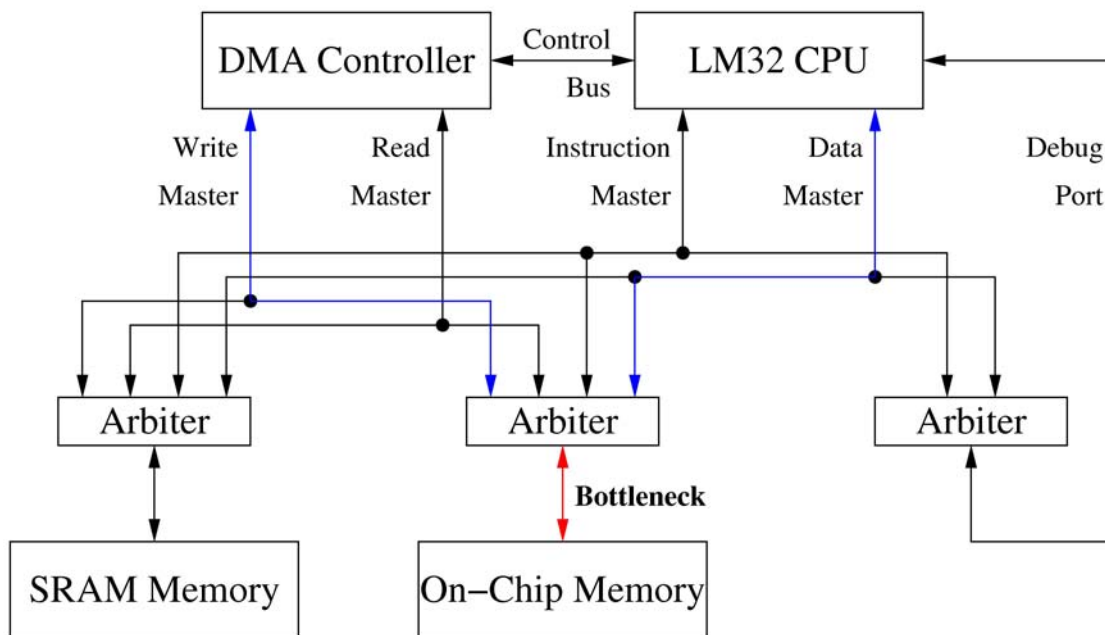 DMA Controller
Control
Bus
LM32 CPU
Write
Master
Read
Master
Instruction
Master
Data
Master
Debug
Port
Arbiter
Arbiter
Arbiter
Bottleneck
SRAM Memory
On−Chip Memory